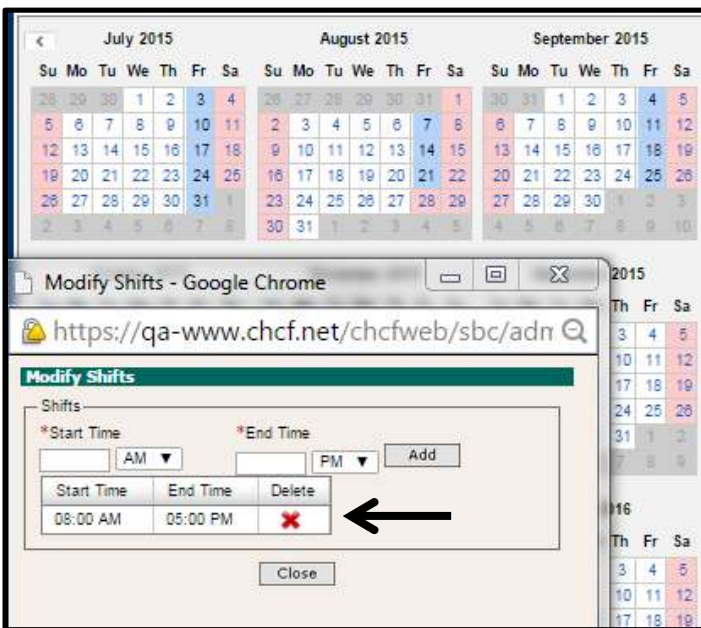 < July 2015 August 2015 September 2015
Su Mo Tu We Th Fr Sa Su Mo Tu We Th Fr Sa Su Mo Tu We Th Fr Sa
28 29 30 1 2 3 4 26 27 28 29 30 31 1 30 31 1 2 3 4 5
5 6 7 8 9 10 11 2 3 4 5 6 7 8 6 7 8 9 10 11 12
12 13 14 15 16 17 18 9 10 11 12 13 14 15 13 14 15 16 17 18 19
19 20 21 22 23 24 25 16 17 18 19 20 21 22 20 21 22 23 24 25 26
26 27 28 29 30 31 1 23 24 25 26 27 28 29 27 28 29 30 1 2 3
2 3 4 5 6 7 8 30 31 1 2 3 4 5 4 5 6 7 8 9 10
2015
Modify Shifts - Google Chrome
Th Fr Sa
https://qa-www.chcf.net/chcfweb/sbc/adm
3 4 5
10 11 12
Modify Shifts
17 18 19
Shifts
24 25 26
*Start Time *End Time
31 1 2
AM ▼ PM ▼ Add
7 8 9
Start Time End Time Delete
08:00 AM 05:00 PM
016
Th Fr Sa
Close
3 4 5
10 11 12
17 18 19